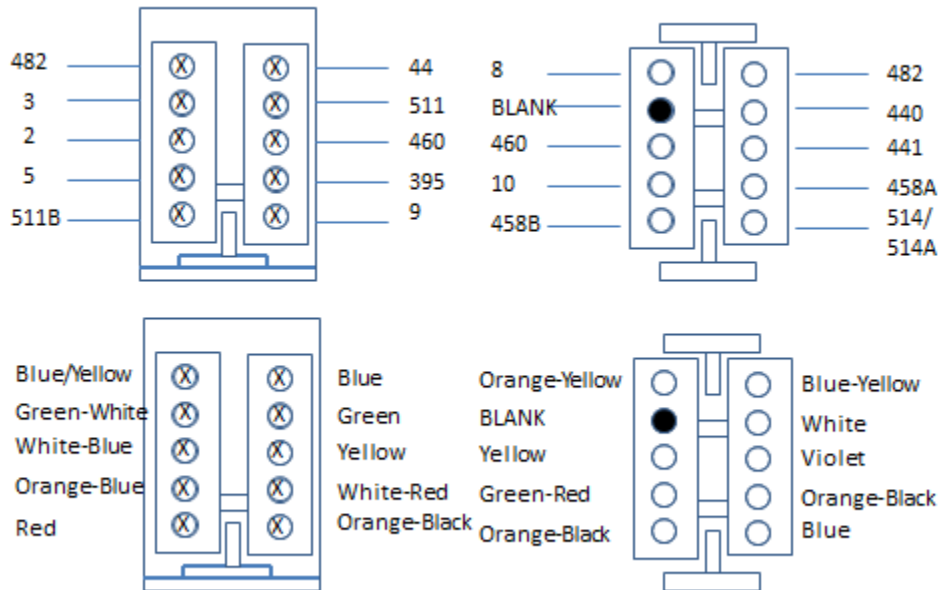 482 X X 44 8 482
3 X X 511 BLANK 440
2 X X 460 460 441
5 X X 395 10 458A
511B X X 9 458B 514/
514A
Blue/Yellow X X Blue Orange-Yellow Blue-Yellow
Green-White X X Green BLANK White
White-Blue X X Yellow Yellow Violet
Orange-Blue X X White-Red Green-Red Orange-Black
Red X X Orange-Black Orange-Black Blue